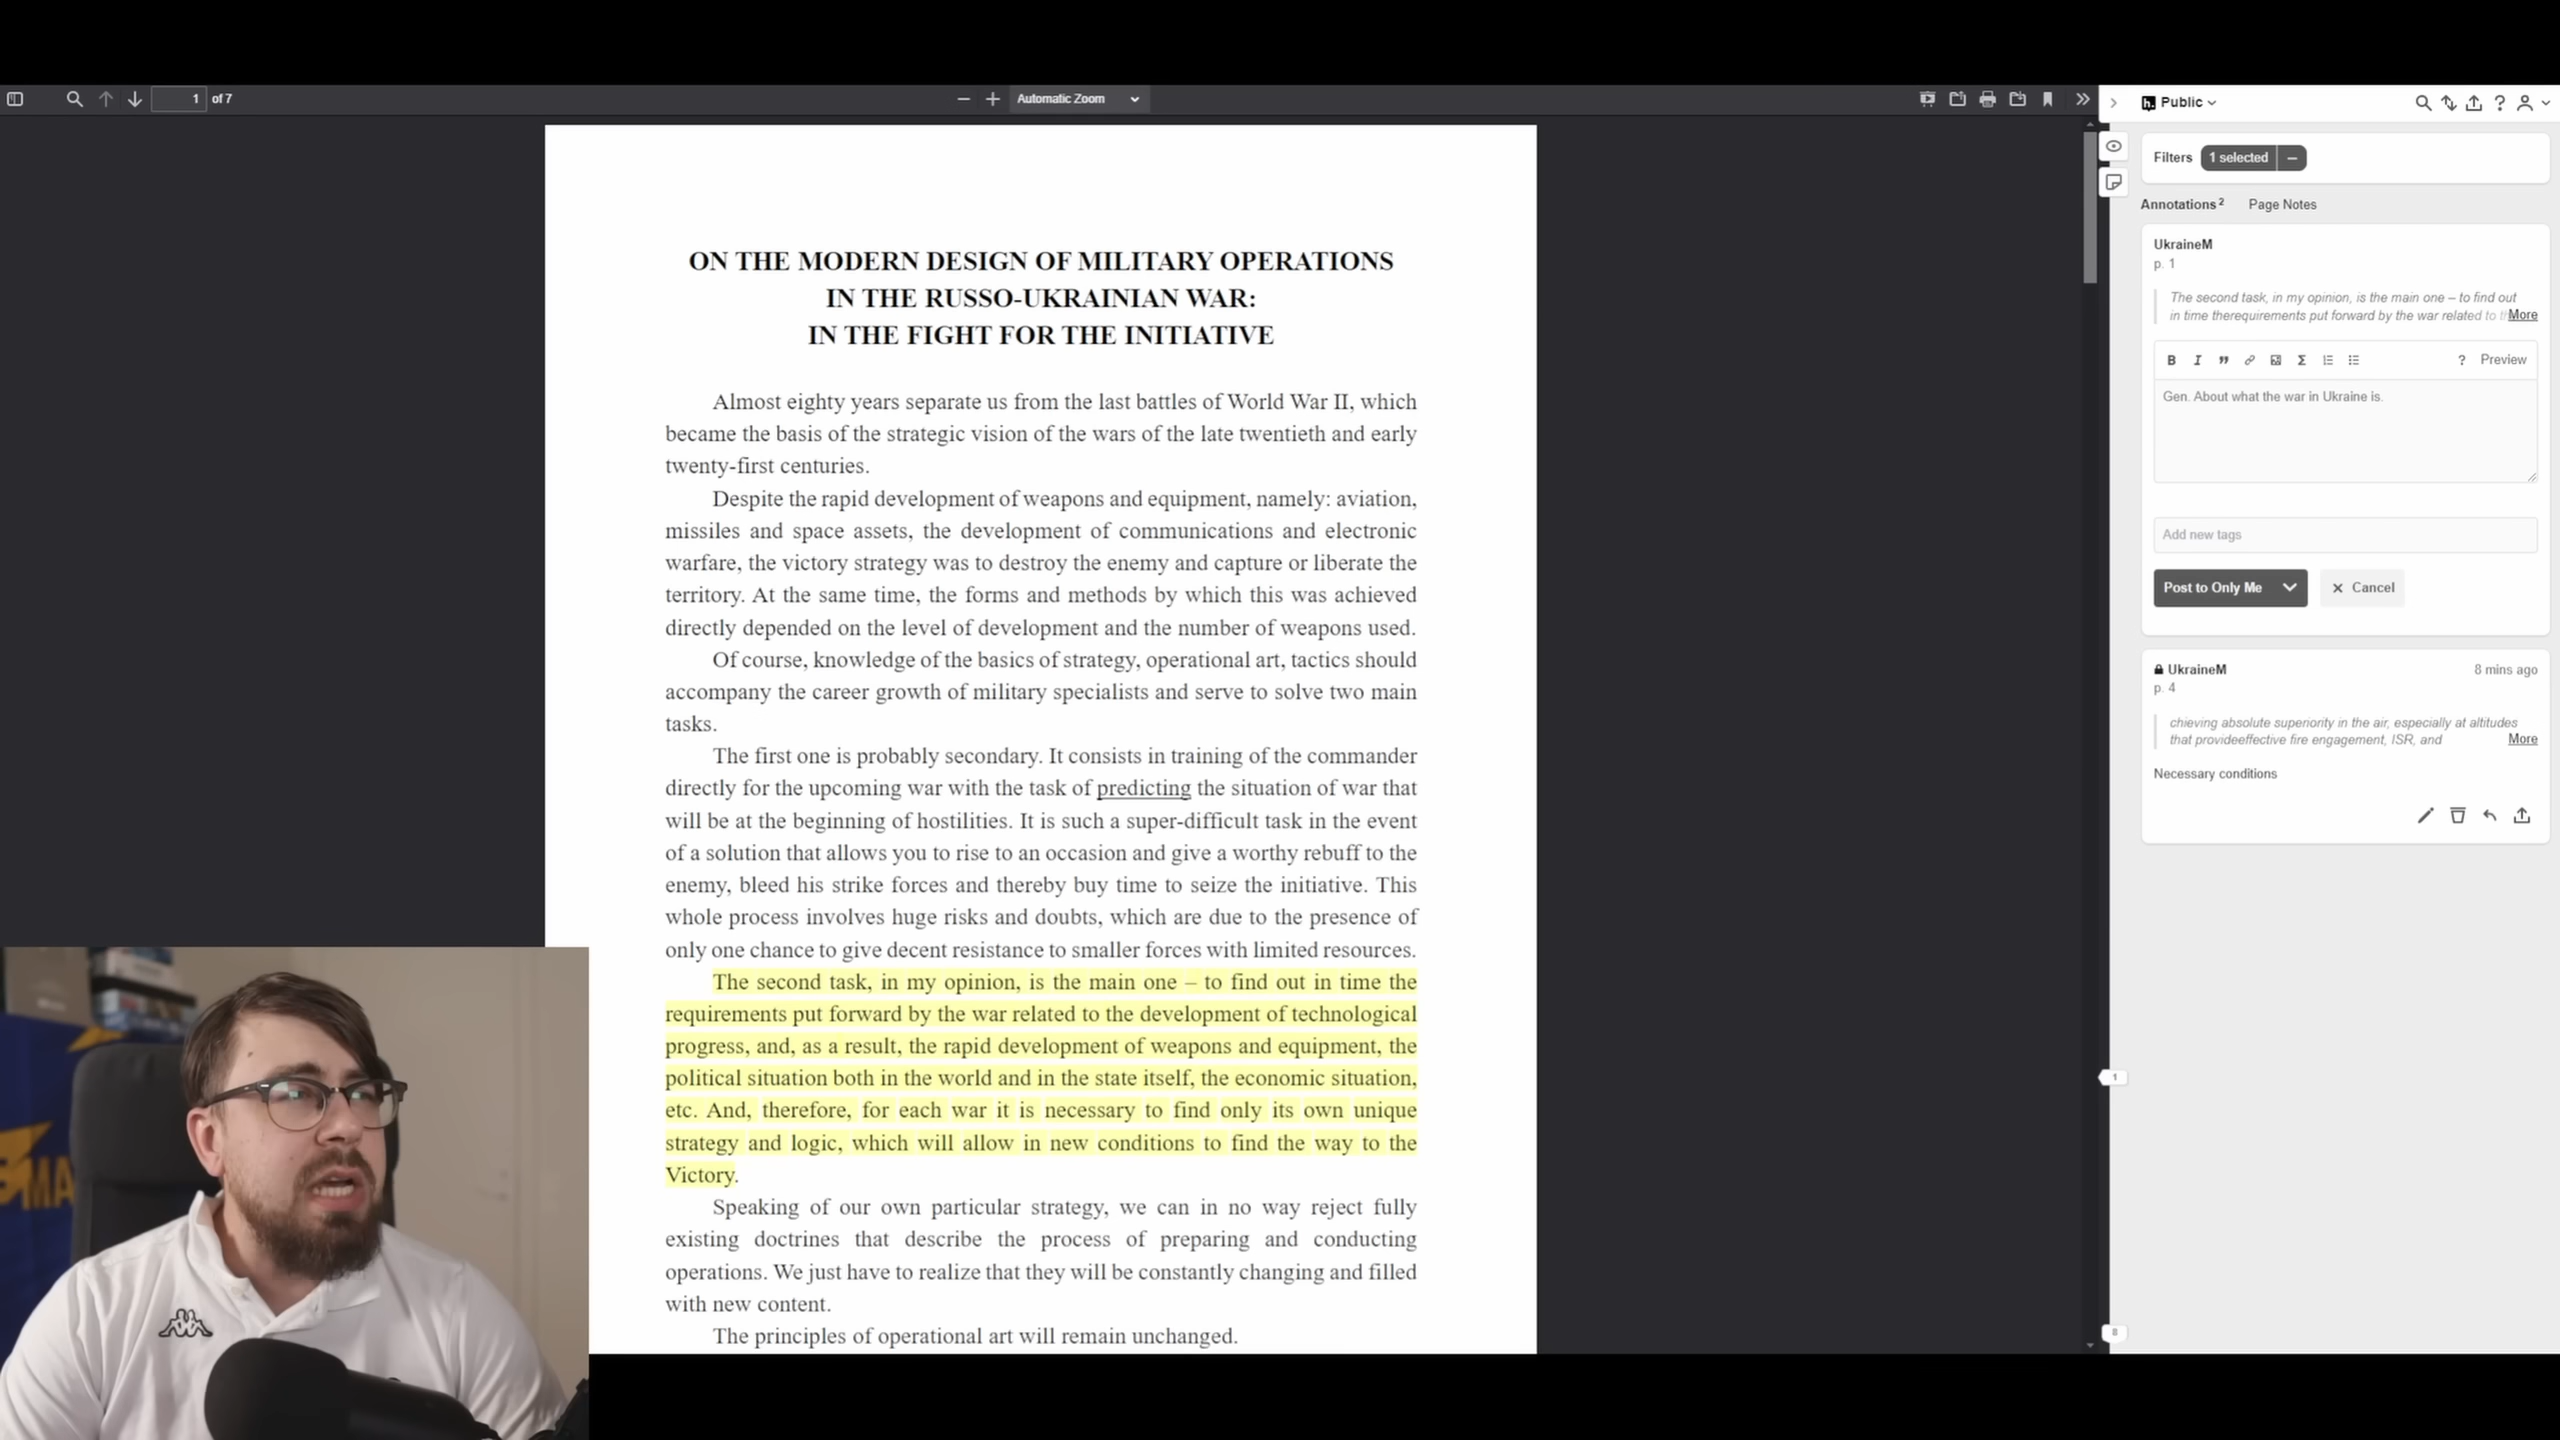 1 of 7
Automatic Zoom
Public
Filters 1 selected
Annotations 2 Page Notes
UkraineM
p. 1
The second task, in my opinion, is the main one – to find out
in time therequirements put forward by the war related to
More
B I
? Preview
Gen. About what the war in Ukraine is.
Add new tags
Post to Only Me
Cancel
UkraineM 8 mins ago
p. 4
chieving absolute superiority in the air, especially at altitudes
that provideeffective fire engagement, ISR, and
More
Necessary conditions
1
8
ON THE MODERN DESIGN OF MILITARY OPERATIONS
IN THE RUSSO-UKRAINIAN WAR:
IN THE FIGHT FOR THE INITIATIVE
Almost eighty years separate us from the last battles of World War II, which
became the basis of the strategic vision of the wars of the late twentieth and early
twenty-first centuries.
Despite the rapid development of weapons and equipment, namely: aviation,
missiles and space assets, the development of communications and electronic
warfare, the victory strategy was to destroy the enemy and capture or liberate the
territory. At the same time, the forms and methods by which this was achieved
directly depended on the level of development and the number of weapons used.
Of course, knowledge of the basics of strategy, operational art, tactics should
accompany the career growth of military specialists and serve to solve two main
tasks.
The first one is probably secondary. It consists in training of the commander
directly for the upcoming war with the task of predicting the situation of war that
will be at the beginning of hostilities. It is such a super-difficult task in the event
of a solution that allows you to rise to an occasion and give a worthy rebuff to the
enemy, bleed his strike forces and thereby buy time to seize the initiative. This
whole process involves huge risks and doubts, which are due to the presence of
only one chance to give decent resistance to smaller forces with limited resources.
The second task, in my opinion, is the main one – to find out in time the
requirements put forward by the war related to the development of technological
progress, and, as a result, the rapid development of weapons and equipment, the
political situation both in the world and in the state itself, the economic situation,
etc. And, therefore, for each war it is necessary to find only its own unique
strategy and logic, which will allow in new conditions to find the way to the
Victory.
Speaking of our own particular strategy, we can in no way reject fully
existing doctrines that describe the process of preparing and conducting
operations. We just have to realize that they will be constantly changing and filled
with new content.
The principles of operational art will remain unchanged.